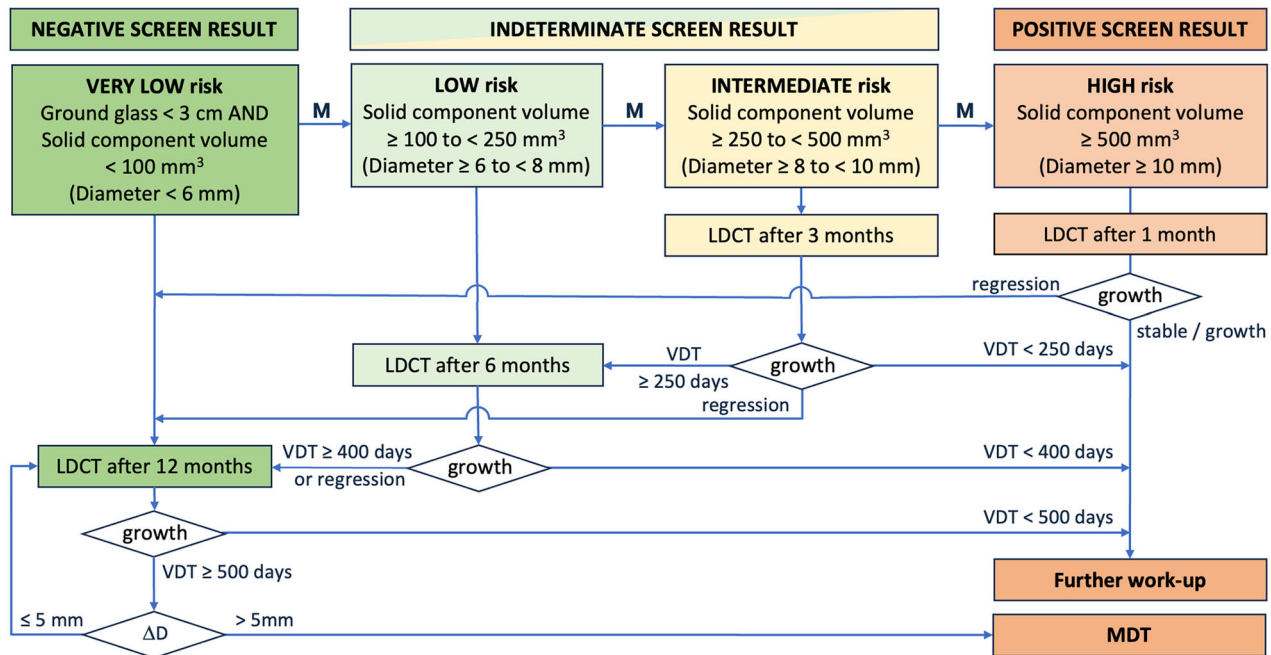 NEGATIVE SCREEN RESULT
INDETERMINATE SCREEN RESULT
POSITIVE SCREEN RESULT
VERY LOW risk
Ground glass < 3 cm AND
Solid component volume
< 100 mm³
(Diameter < 6 mm)
M
LOW risk
Solid component volume
≥ 100 to < 250 mm³
(Diameter ≥ 6 to < 8 mm)
M
INTERMEDIATE risk
Solid component volume
≥ 250 to < 500 mm³
(Diameter ≥ 8 to < 10 mm)
M
HIGH risk
Solid component volume
≥ 500 mm³
(Diameter ≥ 10 mm)
LDCT after 3 months
LDCT after 1 month
regression
growth
stable / growth
LDCT after 6 months
VDT
≥ 250 days
growth
VDT < 250 days
regression
LDCT after 12 months
VDT ≥ 400 days
or regression
growth
VDT < 400 days
growth
VDT < 500 days
VDT ≥ 500 days
Further work-up
≤ 5 mm
ΔD
> 5mm
MDT